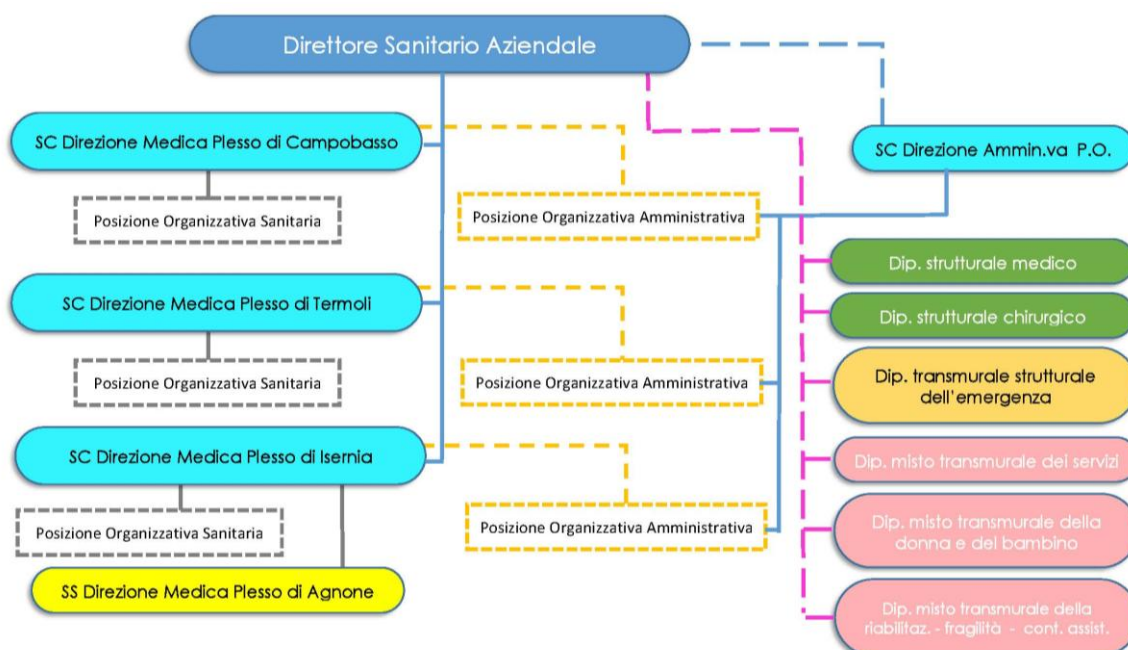 Direttore Sanitario Aziendale
SC Direzione Medica Plesso di Campobasso
SC Direzione Ammin.va P.O.
Posizione Organizzativa Sanitaria
Posizione Organizzativa Amministrativa
Dip. strutturale medico
SC Direzione Medica Plesso di Termoli
Dip. strutturale chirurgico
Posizione Organizzativa Sanitaria
Posizione Organizzativa Amministrativa
Dip. transmurale strutturale
dell'emergenza
SC Direzione Medica Plesso di Isernia
Dip. misto transmurale dei servizi
Posizione Organizzativa Sanitaria
Posizione Organizzativa Amministrativa
Dip. misto transmurale della
donna e del bambino
SS Direzione Medica Plesso di Agnone
Dip. misto transmurale della
riabilitaz. - fragilità - cont. assist.